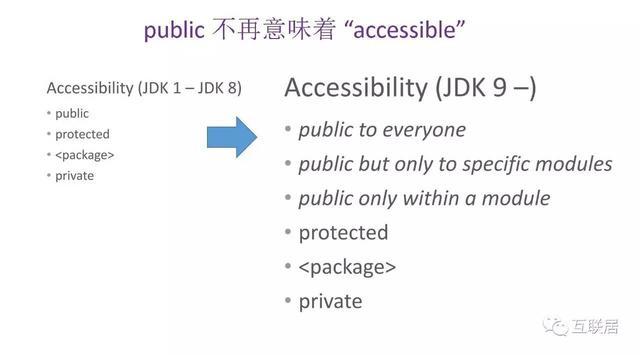 public 不再意味着 “accessible”
Accessibility (JDK 1 – JDK 8)
• public
• protected
• <package>
• private
Accessibility (JDK 9 –)
• public to everyone
• public but only to specific modules
• public only within a module
• protected
• <package>
• private
互联居